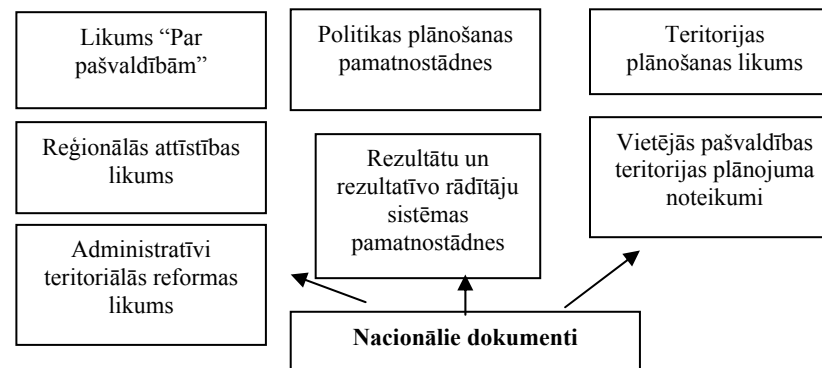 Likums “Par
pašvaldībām”
Politikas plānošanas
pamatnostādnes
Teritorijas
plānošanas likums
Reģionālās attīstības
likums
Rezultātu un
rezultatīvo rādītāju
sistēmas
pamatnostādnes
Vietējās pašvaldības
teritorijas plānojuma
noteikumi
Administratīvi
teritoriālās reformas
likums
Nacionālie dokumenti